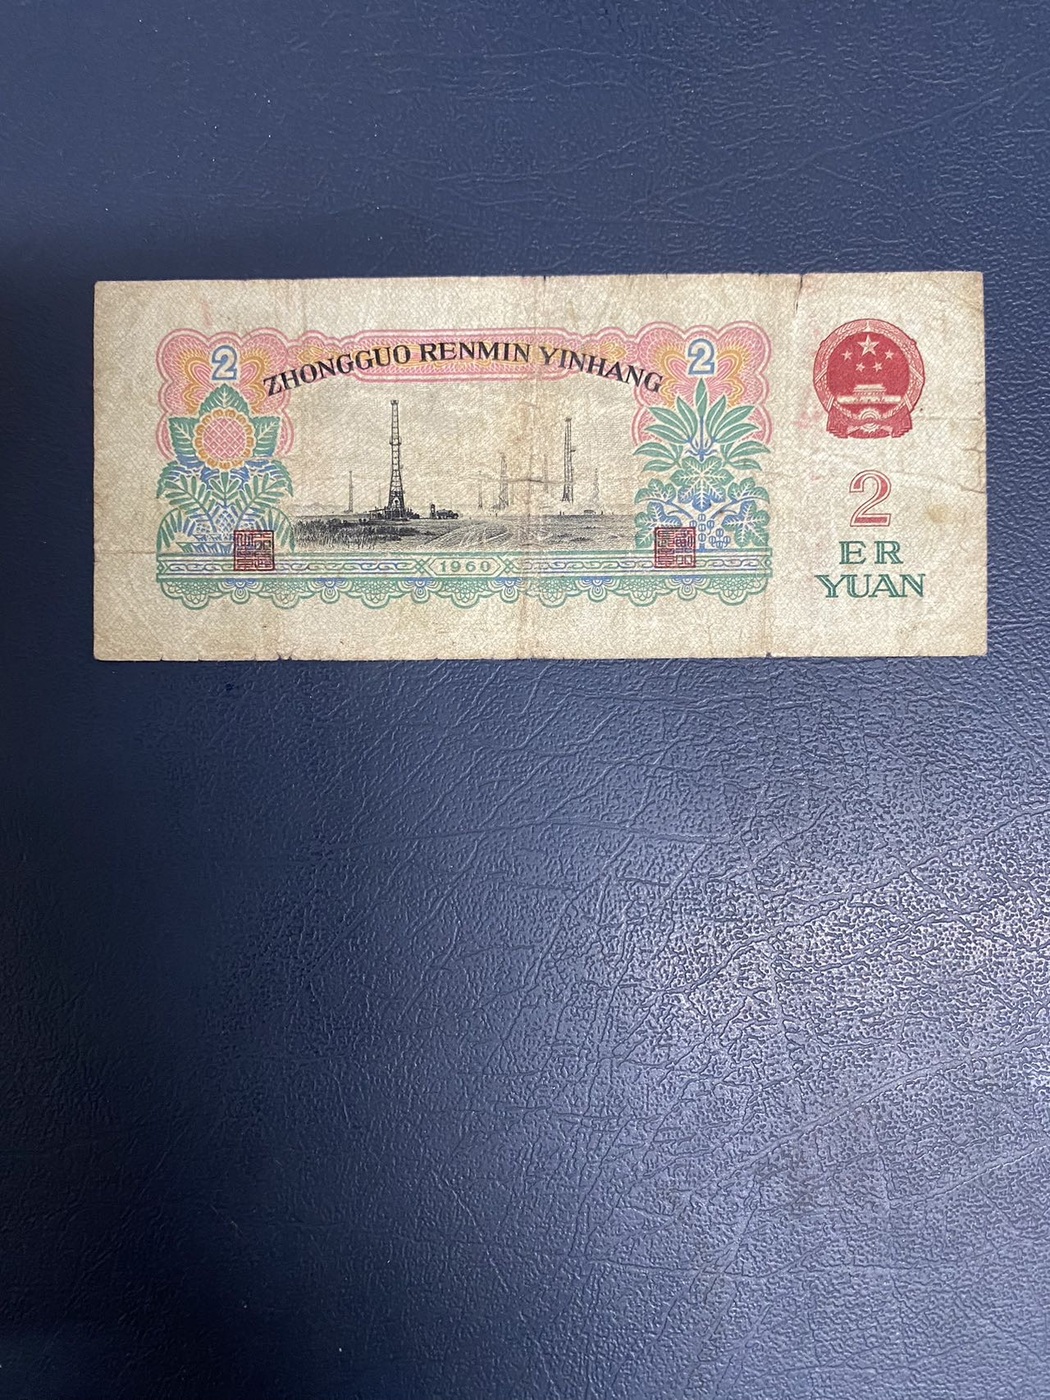 2 ZHONGGUO RENMIN YINHANG 2
1960
2
ER
YUAN